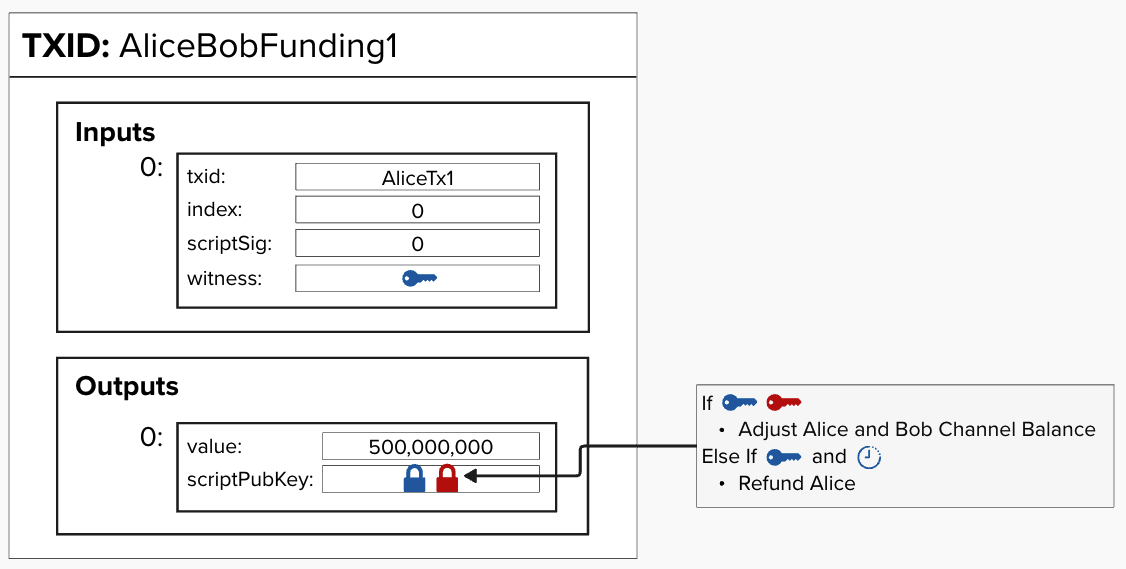 TXID: AliceBobFunding1
Inputs
0:
txid: AliceTx1
index: 0
scriptSig: 0
witness:
Outputs
0:
value: 500,000,000
scriptPubKey:
If
• Adjust Alice and Bob Channel Balance
Else If and
• Refund Alice